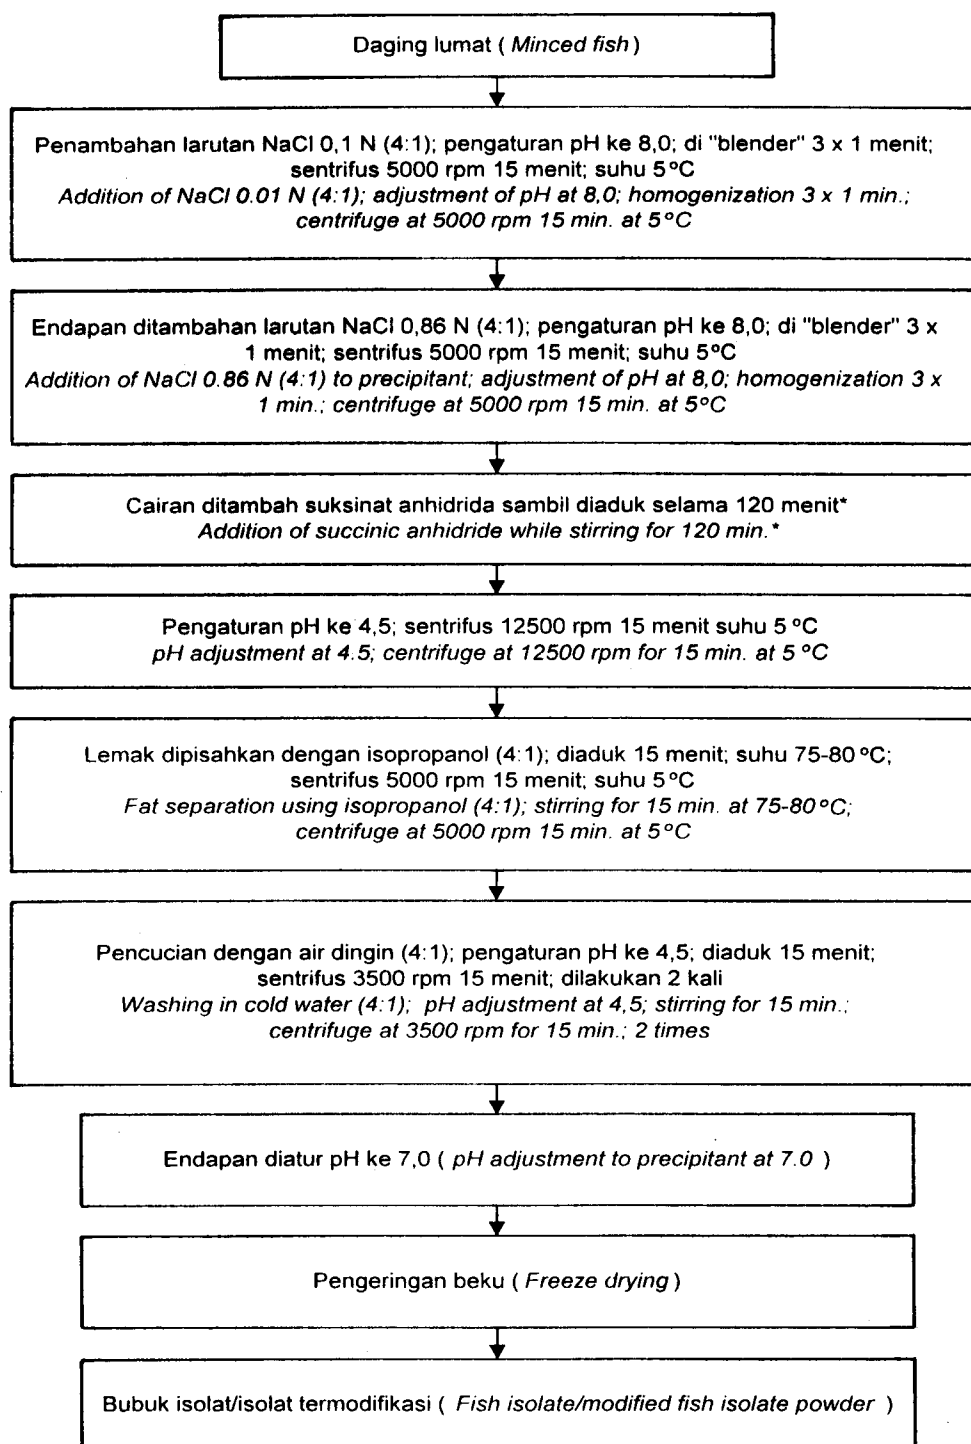 Daging lumat ( Minced fish )
Penambahan larutan NaCl 0,1 N (4:1); pengaturan pH ke 8,0; di "blender" 3 x 1 menit;
sentrifus 5000 rpm 15 menit; suhu 5°C
Addition of NaCl 0.01 N (4:1); adjustment of pH at 8,0; homogenization 3 x 1 min.;
centrifuge at 5000 rpm 15 min. at 5°C
Endapan ditambahan larutan NaCl 0,86 N (4:1); pengaturan pH ke 8,0; di "blender" 3 x
1 menit; sentrifus 5000 rpm 15 menit; suhu 5°C
Addition of NaCl 0.86 N (4:1) to precipitant; adjustment of pH at 8,0; homogenization 3 x
1 min.; centrifuge at 5000 rpm 15 min. at 5°C
Cairan ditambah suksinat anhidrida sambil diaduk selama 120 menit*
Addition of succinic anhidride while stirring for 120 min.*
Pengaturan pH ke 4,5; sentrifus 12500 rpm 15 menit suhu 5 °C
pH adjustment at 4.5; centrifuge at 12500 rpm for 15 min. at 5 °C
Lemak dipisahkan dengan isopropanol (4:1); diaduk 15 menit; suhu 75-80 °C;
sentrifus 5000 rpm 15 menit; suhu 5°C
Fat separation using isopropanol (4:1); stirring for 15 min. at 75-80°C;
centrifuge at 5000 rpm 15 min. at 5°C
Pencucian dengan air dingin (4:1); pengaturan pH ke 4,5; diaduk 15 menit;
sentrifus 3500 rpm 15 menit; dilakukan 2 kali
Washing in cold water (4:1); pH adjustment at 4,5; stirring for 15 min.;
centrifuge at 3500 rpm for 15 min.; 2 times
Endapan diatur pH ke 7,0 ( pH adjustment to precipitant at 7.0 )
Pengeringan beku ( Freeze drying )
Bubuk isolat/isolat termodifikasi ( Fish isolate/modified fish isolate powder )